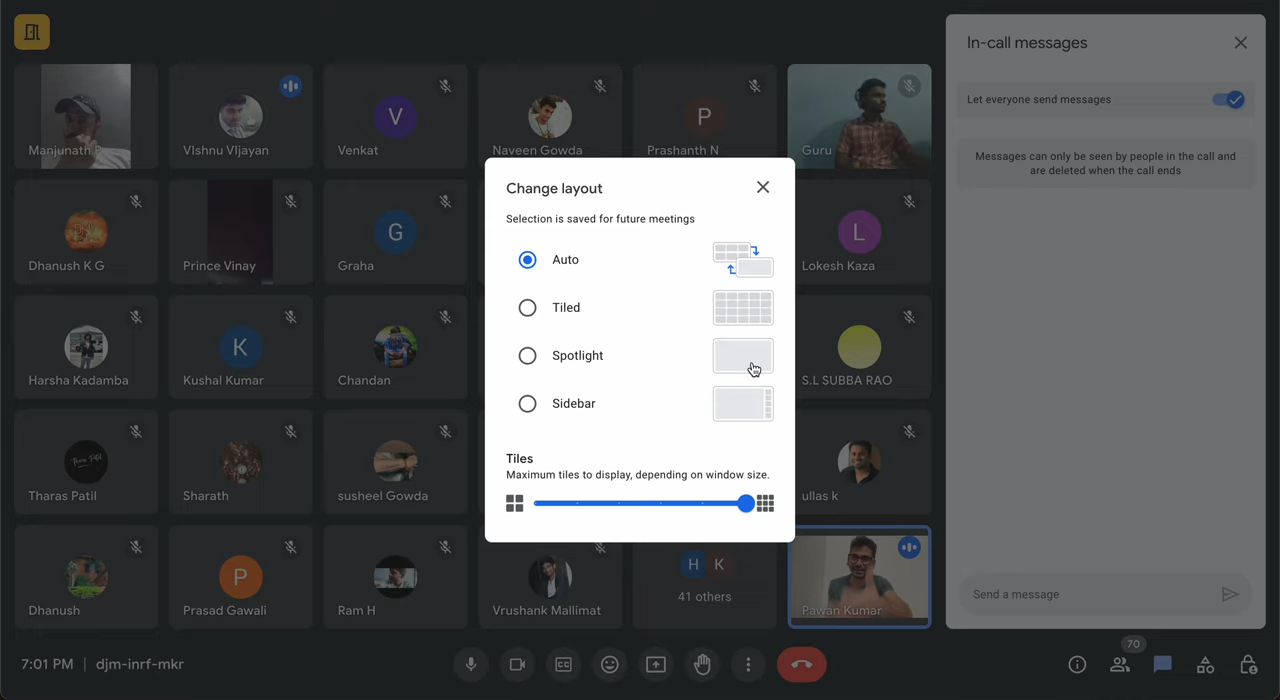 In-call messages
Let everyone send messages
Messages can only be seen by people in the call and
are deleted when the call ends
Manjunath
VIshnu VIjayan
V
Venkat
Naveen Gowda
P
Prashanth N
Guru
Dhanush K G
Prince Vinay
G
Graha
L
Lokesh Kaza
Harsha Kadamba
K
Kushal Kumar
Chandan
S.L SUBBA RAO
Tharas Patil
Sharath
susheel Gowda
ullas k
Dhanush
P
Prasad Gawali
Ram H
Vrushank Mallimat
H K
41 others
Pawan Kumar
Change layout
Selection is saved for future meetings
Auto
Tiled
Spotlight
Sidebar
Tiles
Maximum tiles to display, depending on window size.
Send a message
7:01 PM | djm-inrf-mkr
CC
70